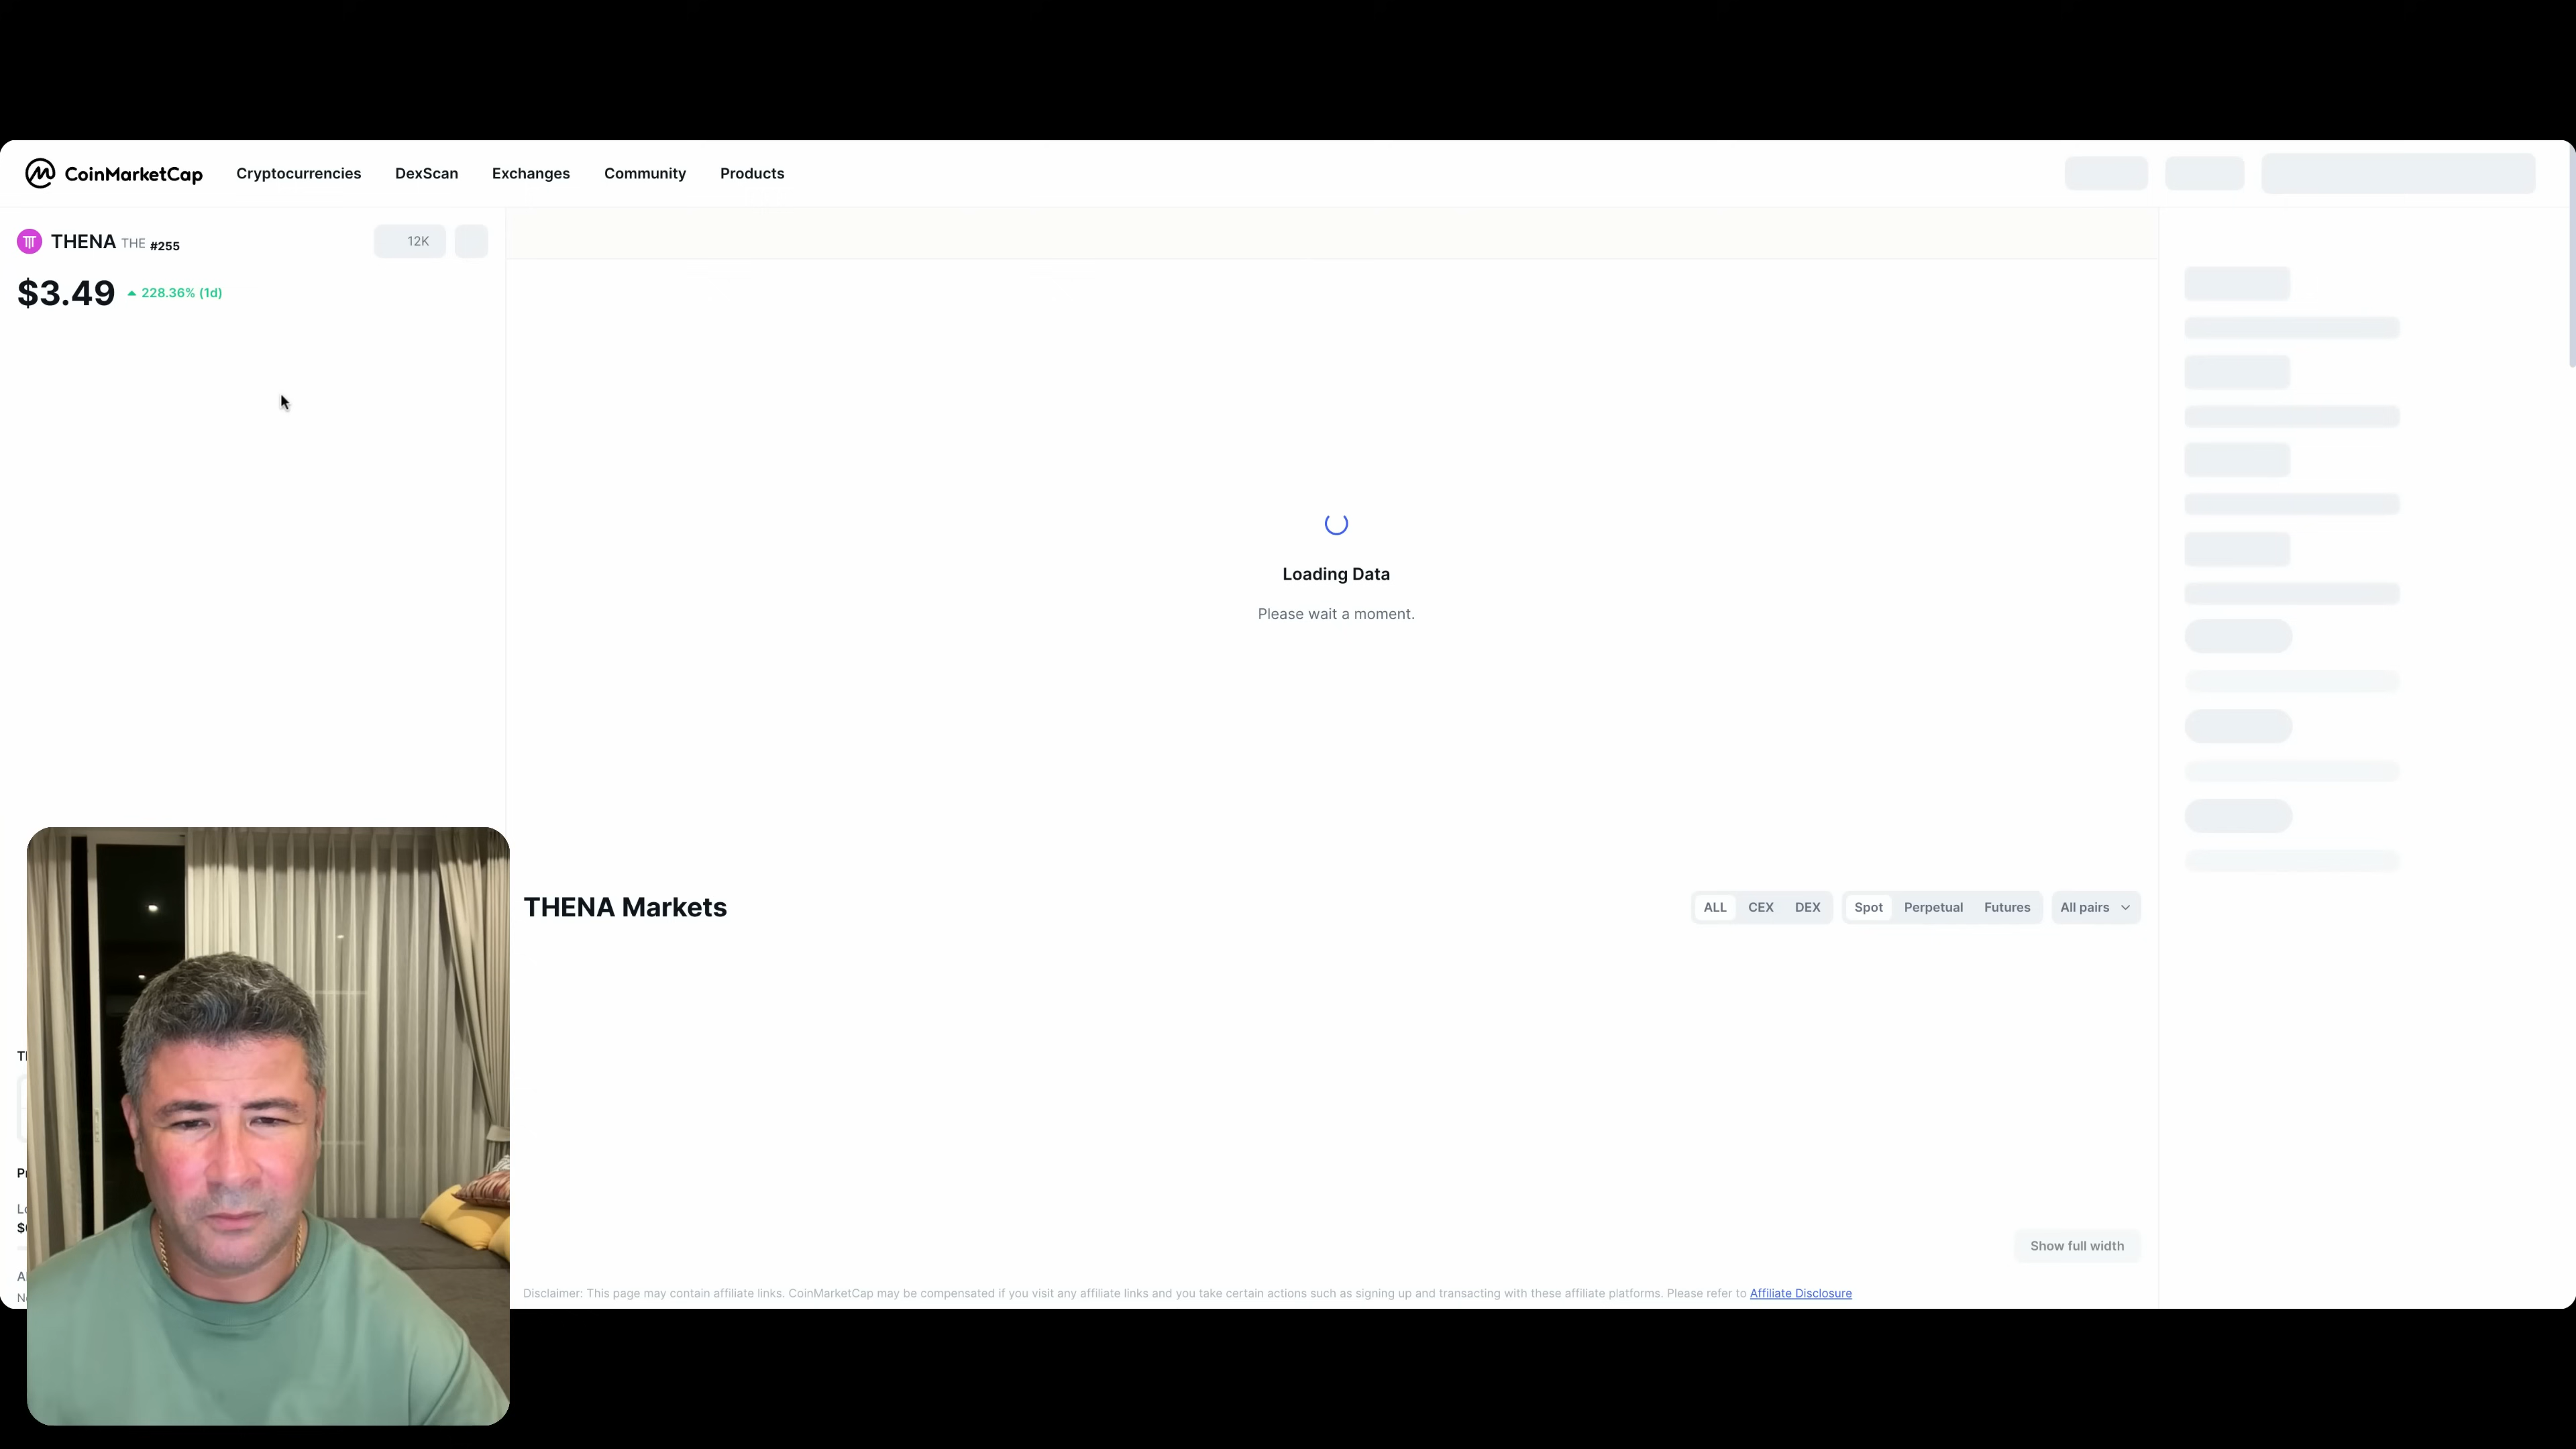 CoinMarketCap Cryptocurrencies DexScan Exchanges Community Products
THENA THE #255 12K
$3.49 228.36% (1d)
Loading Data
Please wait a moment.
THENA Markets ALL CEX DEX Spot Perpetual Futures All pairs
Show full width
Disclaimer: This page may contain affiliate links. CoinMarketCap may be compensated if you visit any affiliate links and you take certain actions such as signing up and transacting with these affiliate platforms. Please refer to Affiliate Disclosure